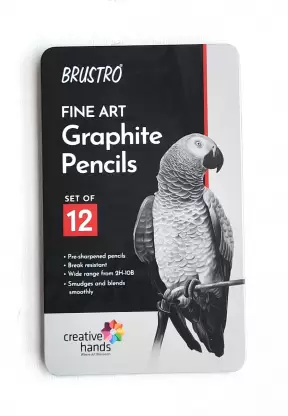 BRUSTRO®
FINE ART
Graphite
Pencils
SET OF
12
• Pre-sharpened pencils
• Break resistant
• Wide range from 2H-10B
• Smudges and blends
smoothly
creative
hands